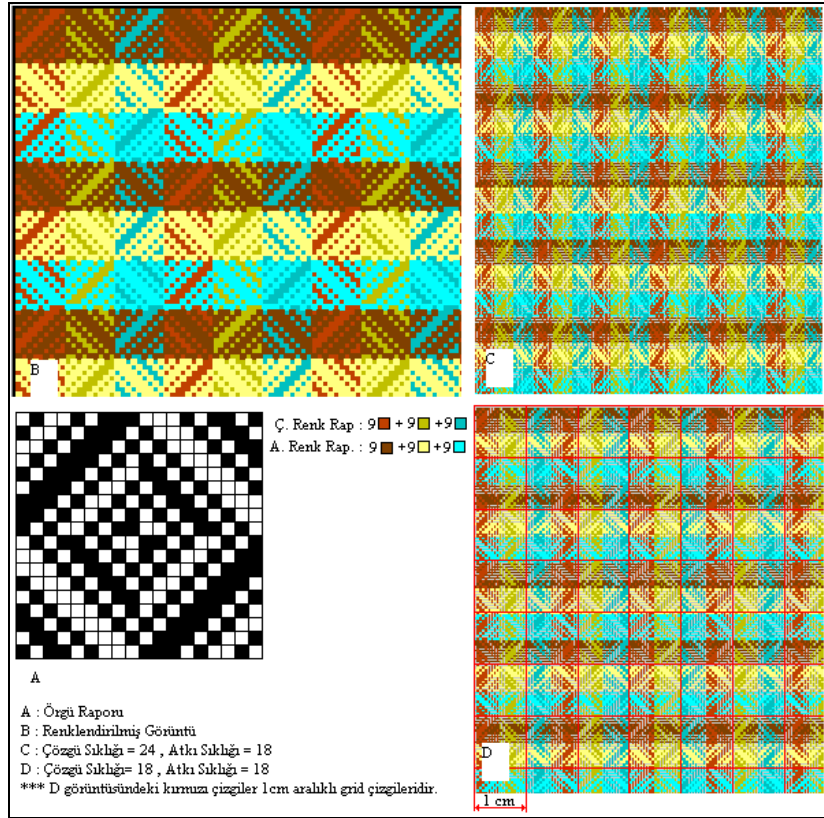 B
C
Ç. Renk Rap : 9 + 9 +9
A. Renk Rap. : 9 +9 +9
A
D
1 cm
A : Örgü Raporu
B : Renklendirilmiş Görüntü
C : Çözgü Sıklığı = 24 , Atkı Sıklığı = 18
D : Çözgü Sıklığı= 18 , Atkı Sıklığı = 18
*** D görüntüsündeki kırmızı çizgiler 1cm aralıklı grid çizgileridir.